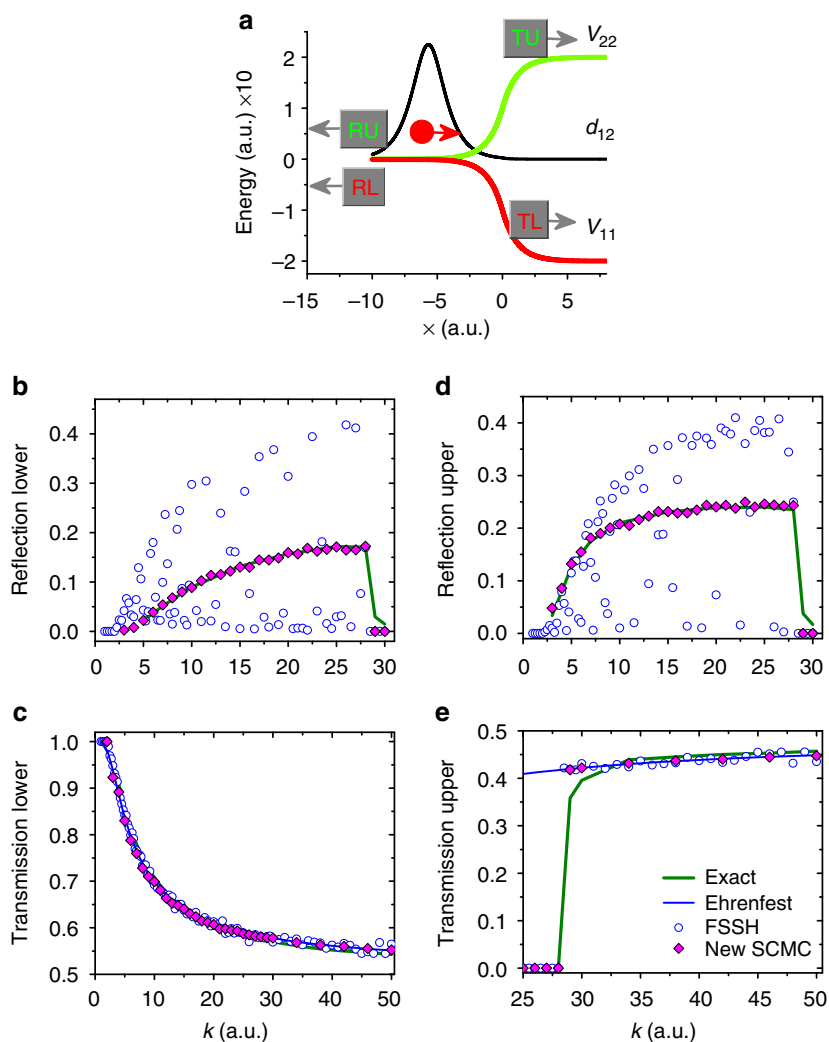 a
Energy (a.u.) ×10
2
1
0
−1
−2
TU
V22
RU
d12
RL
TL
V11
−15 −10 −5 0 5
× (a.u.)
b
Reflection lower
0.4
0.3
0.2
0.1
0.0
0 5 10 15 20 25 30
d
Reflection upper
0.4
0.3
0.2
0.1
0.0
0 5 10 15 20 25 30
c
Transmission lower
1.0
0.9
0.8
0.7
0.6
0.5
0 10 20 30 40 50
k (a.u.)
e
Transmission upper
0.5
0.4
0.3
0.2
0.1
0.0
25 30 35 40 45 50
k (a.u.)
Exact
Ehrenfest
FSSH
New SCMC